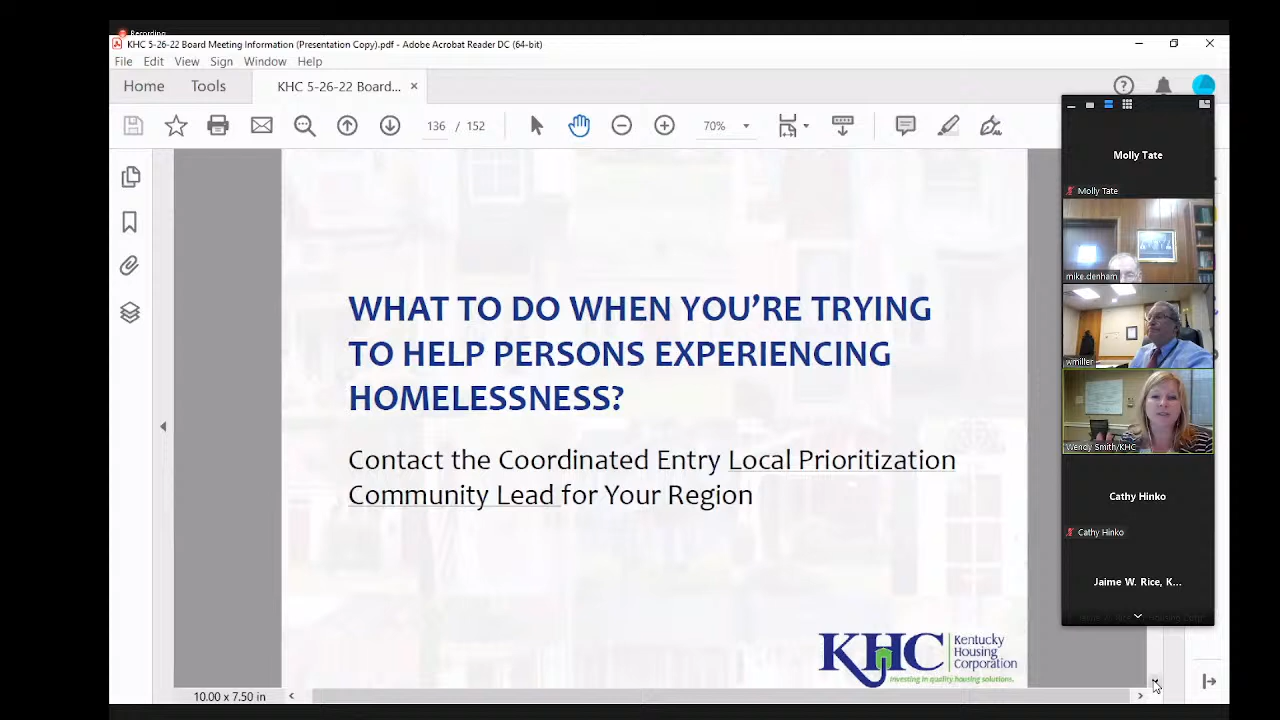 Recording
KHC 5-26-22 Board Meeting Information (Presentation Copy).pdf - Adobe Acrobat Reader DC (64-bit)
File Edit View Sign Window Help
Home Tools KHC 5-26-22 Board...
136 / 152 70%
Molly Tate
Molly Tate
mike.denham
wmiller
Wendy Smith/KHC
Cathy Hinko
Cathy Hinko
Jaime W. Rice, K...
WHAT TO DO WHEN YOU'RE TRYING
TO HELP PERSONS EXPERIENCING
HOMELESSNESS?
Contact the Coordinated Entry Local Prioritization
Community Lead for Your Region
KHC Kentucky
Housing
Corporation
Investing in quality housing solutions.
10.00 x 7.50 in